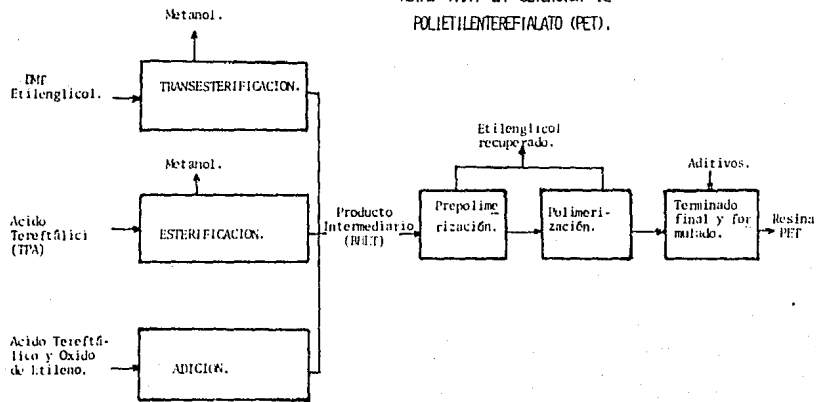 POLIETILENTEREFTALATO (PET).
Metanol.
DMT
Etilenglicol.
TRANSESTERIFICACION.
Metanol.
Acido
Tereftálici
(TPA)
ESTERIFICACION.
Acido Tereftá-
lico y Oxido
de Etileno.
ADICION.
Producto
Intermediario
(BHET)
Etilenglicol
recuperado.
Prepolime
rización.
Polimeri-
zación.
Aditivos.
Terminado
final y for
mulado.
Resina
PET